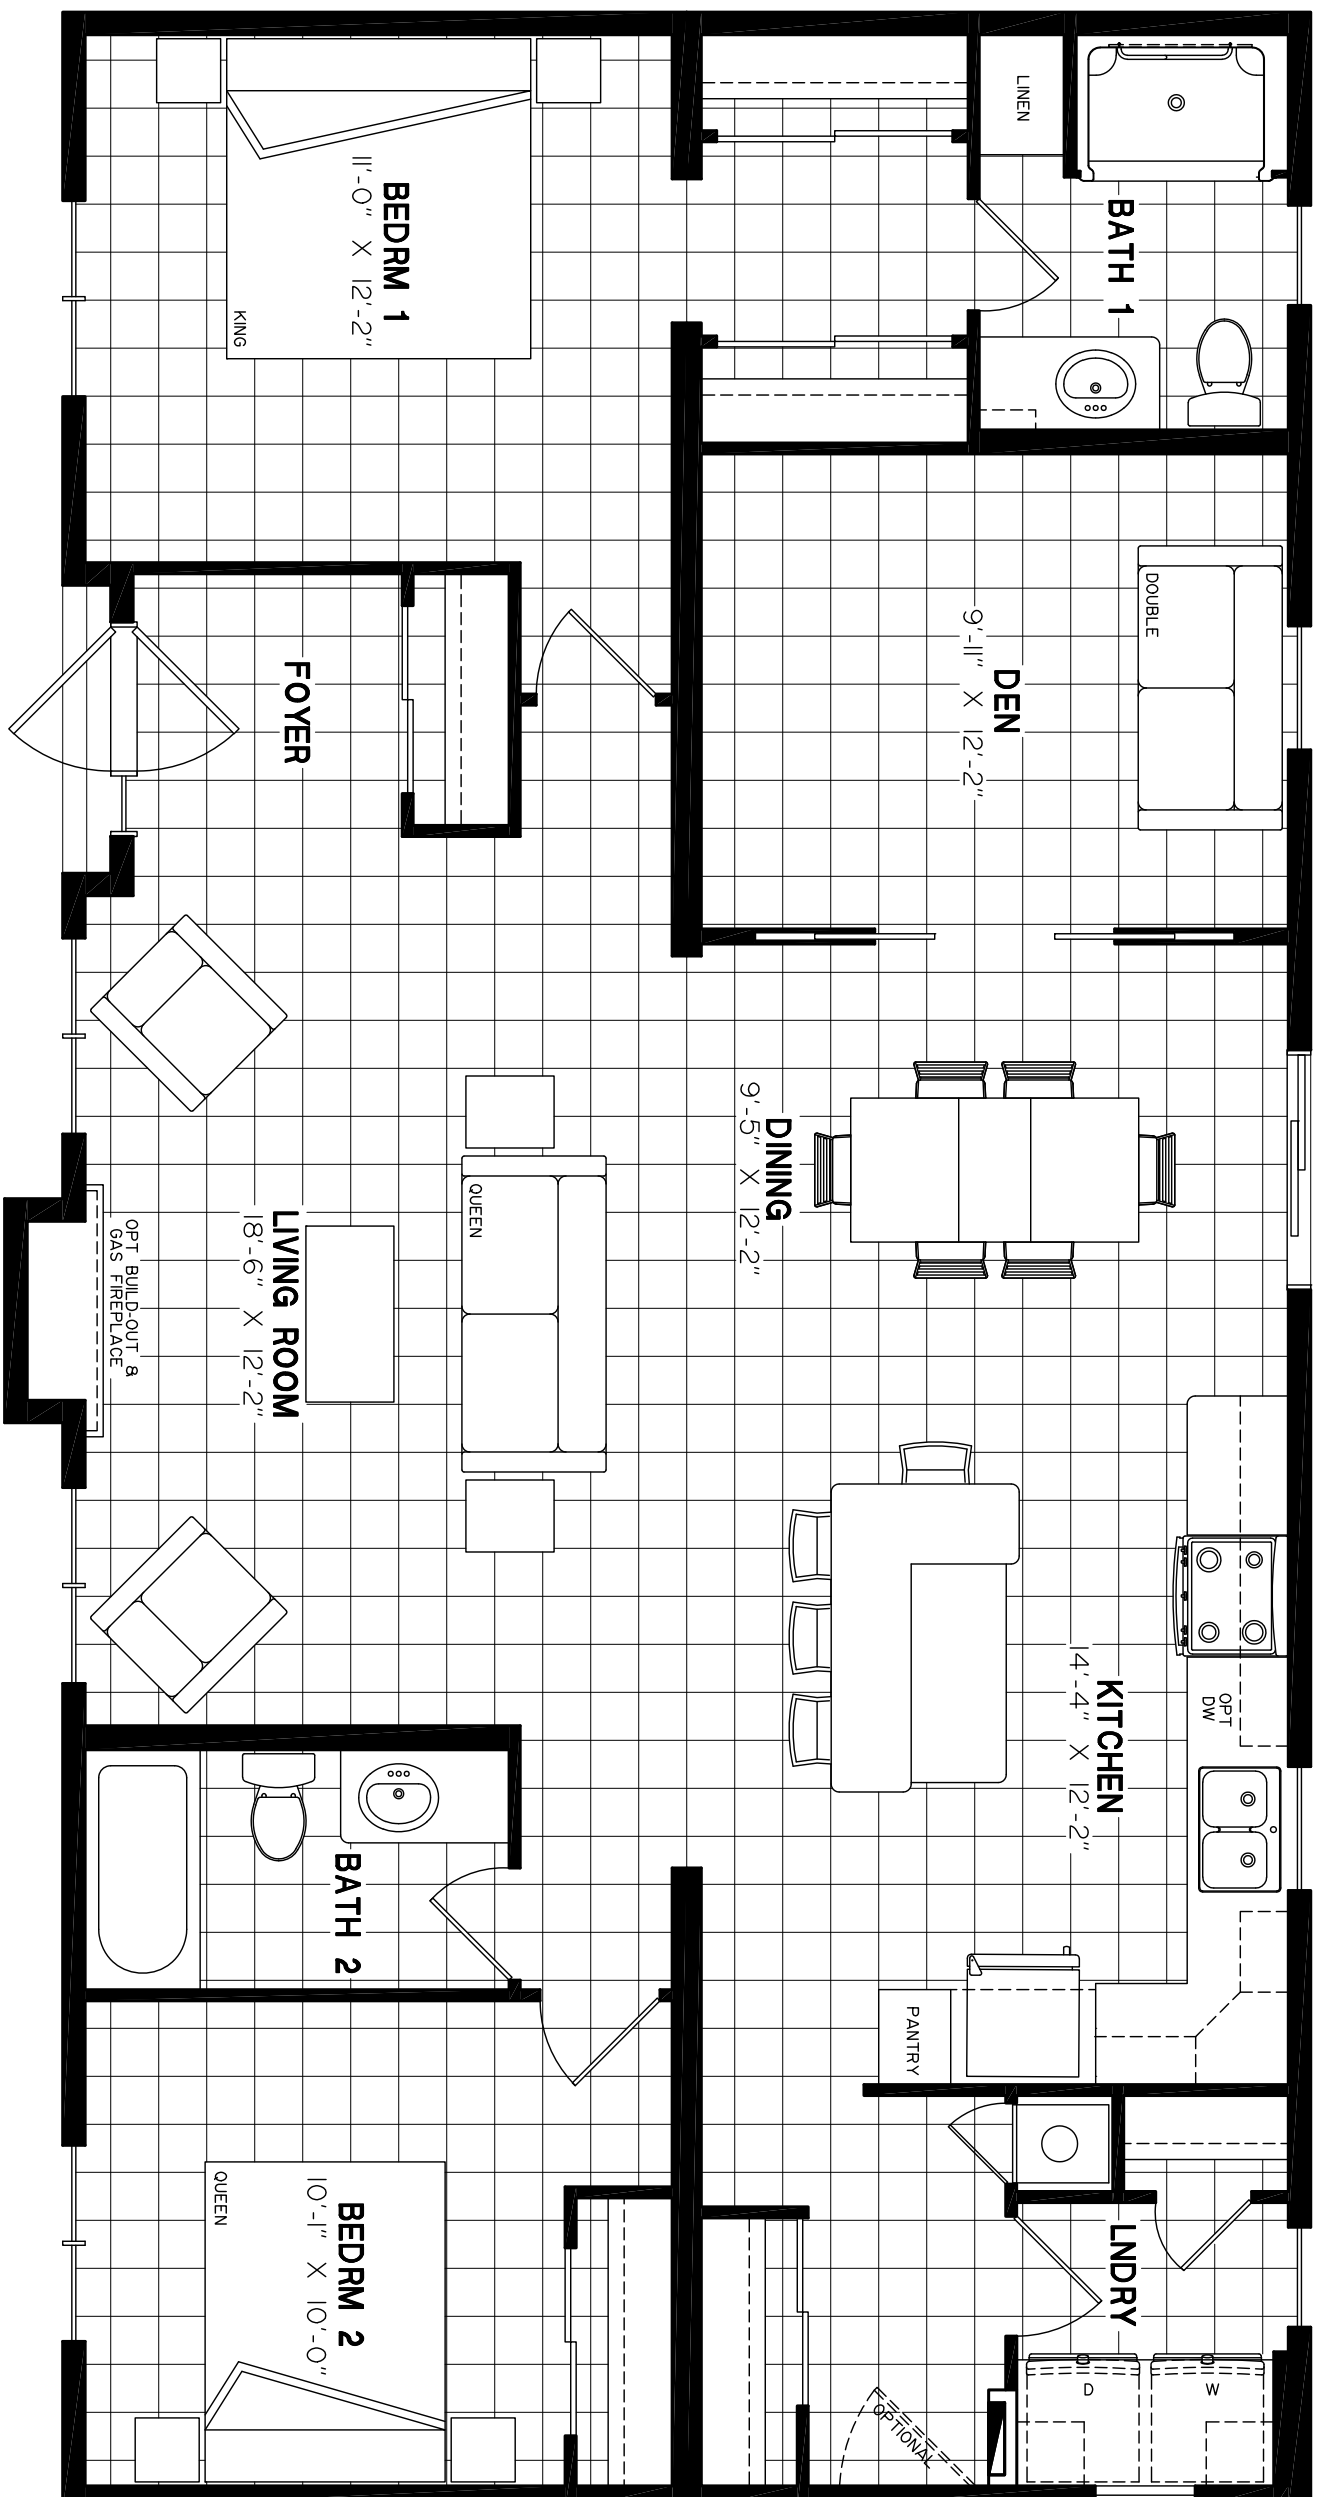 LINEN
BATH 1
BEDRM 1
11'-0" X 12'-2"
KING
DOUBLE
DEN
9'-11" X 12'-2"
FOYER
DINING
9'-5" X 12'-2"
QUEEN
LIVING ROOM
18'-6" X 12'-2"
OPT BUILD-OUT &
GAS FIREPLACE
KITCHEN
14'-4" X 12'-2"
OPT
DW
BATH 2
PANTRY
LNDRY
D
W
OPTIONAL
BEDRM 2
10'-1" X 10'-0"
QUEEN